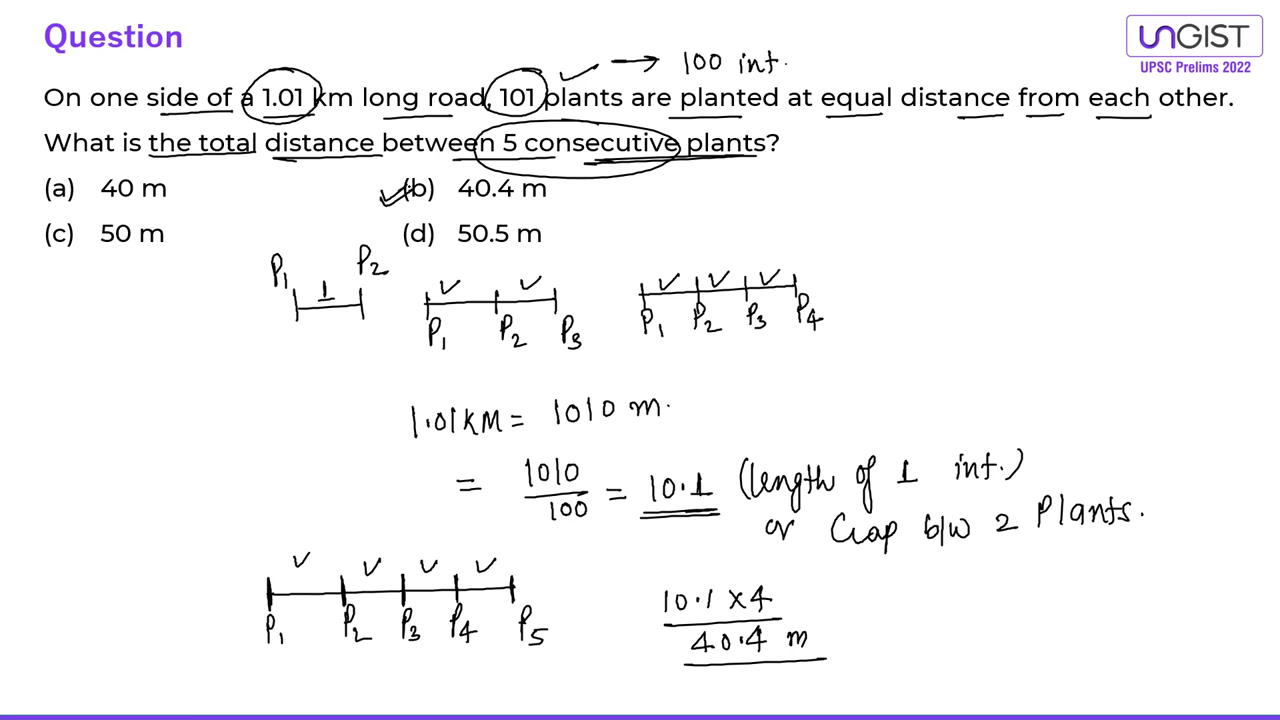 Question
UNGIST
UPSC Prelims 2022
→ 100 int.
On one side of a 1.01 km long road, 101 plants are planted at equal distance from each other.
What is the total distance between 5 consecutive plants?
(a) 40 m (b) 40.4 m
(c) 50 m (d) 50.5 m
P1 1 P2
P1 P2 P3
P1 P2 P3 P4
1.01KM = 1010 m.
= 1010/100 = 10.1 (length of 1 int.)
or Gap b/w 2 Plants.
P1 P2 P3 P4 P5
10.1 x 4
40.4 m